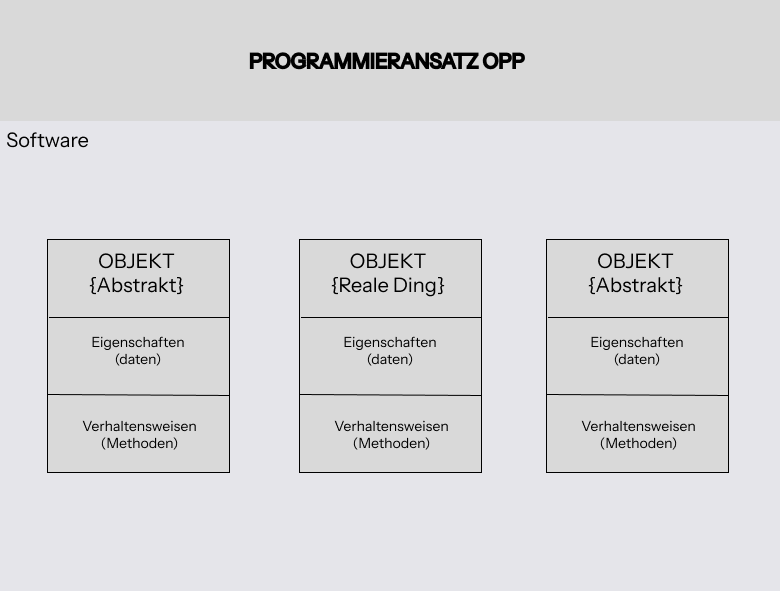 PROGRAMMIERANSATZ OPP
Software
OBJEKT
{Abstrakt}
Eigenschaften
(daten)
Verhaltensweisen
(Methoden)
OBJEKT
{Reale Ding}
Eigenschaften
(daten)
Verhaltensweisen
(Methoden)
OBJEKT
{Abstrakt}
Eigenschaften
(daten)
Verhaltensweisen
(Methoden)